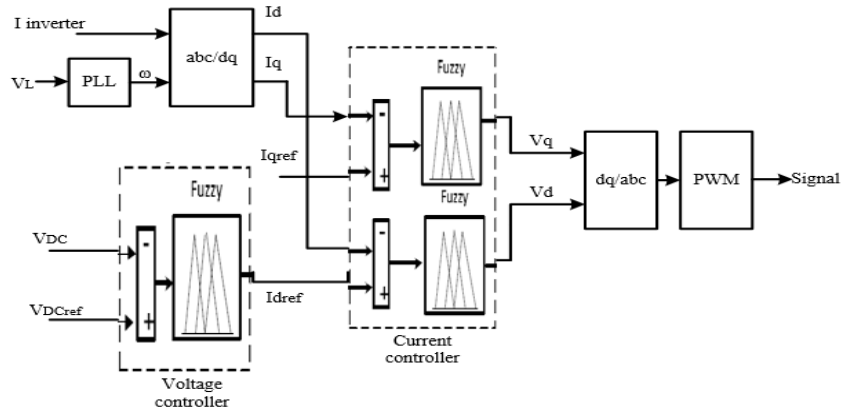 I inverter
Id
abc/dq
Iq
VL
PLL
ω
Fuzzy
-
+
Iqref
Vq
dq/abc
PWM
Signal
Vd
Fuzzy
-
+
Fuzzy
VDC
-
VDCref
+
Idref
Current
controller
Voltage
controller